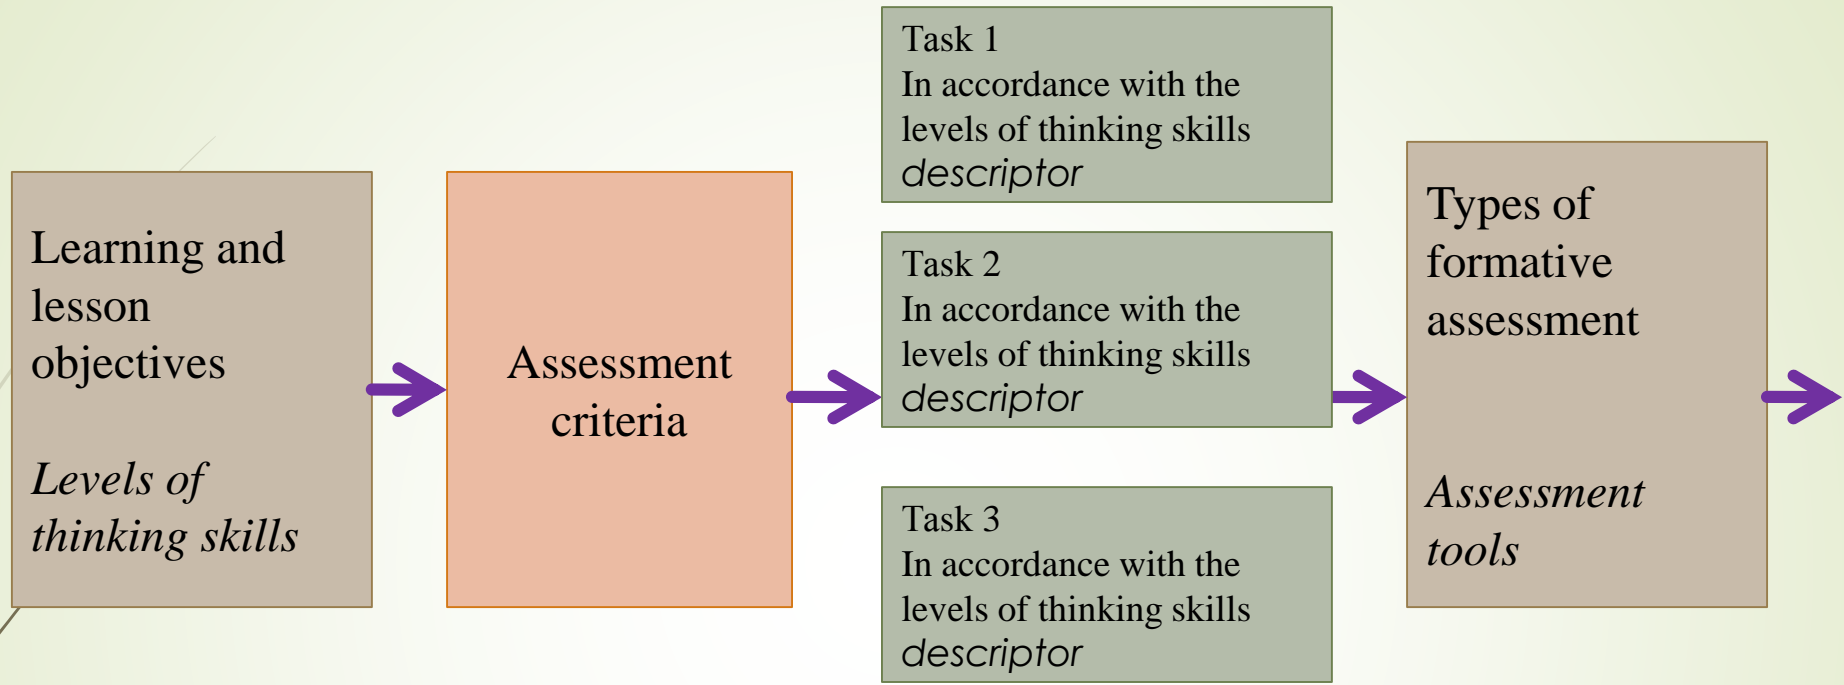 Learning and
lesson
objectives
Levels of
thinking skills
Assessment
criteria
Task 1
In accordance with the
levels of thinking skills
descriptor
Task 2
In accordance with the
levels of thinking skills
descriptor
Task 3
In accordance with the
levels of thinking skills
descriptor
Types of
formative
assessment
Assessment
tools